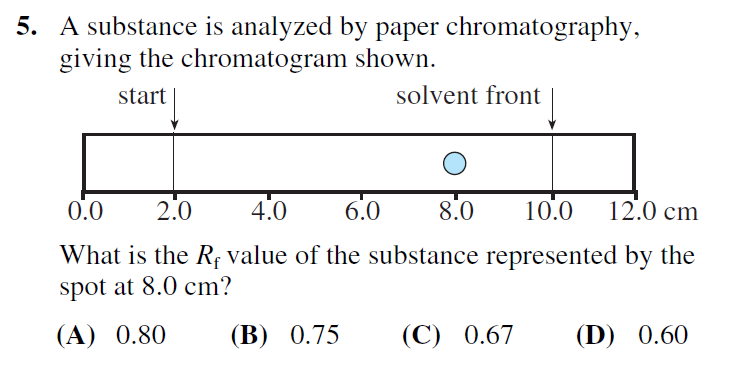 5. A substance is analyzed by paper chromatography,
giving the chromatogram shown.
start solvent front
0.0 2.0 4.0 6.0 8.0 10.0 12.0 cm
What is the Rf value of the substance represented by the
spot at 8.0 cm?
(A) 0.80 (B) 0.75 (C) 0.67 (D) 0.60